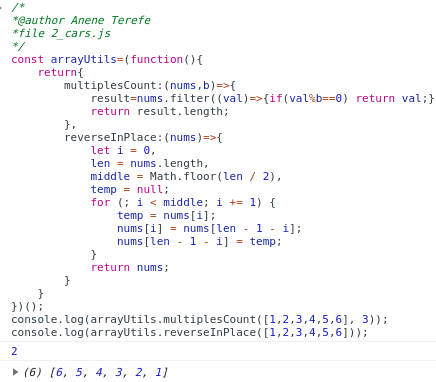 /*
*@author Anene Terefe
*file 2_cars.js
*/
const arrayUtils=(function(){
    return{
        multiplesCount:(nums,b)=>{
            result=nums.filter((val)=>{if(val%b==0) return val;}
            return result.length;
        },
        reverseInPlace:(nums)=>{
            let i = 0,
            len = nums.length,
            middle = Math.floor(len / 2),
            temp = null;
            for (; i < middle; i += 1) {
                temp = nums[i];
                nums[i] = nums[len - 1 - i];
                nums[len - 1 - i] = temp;
            }
            return nums;
        }
    }
})();
console.log(arrayUtils.multiplesCount([1,2,3,4,5,6], 3));
console.log(arrayUtils.reverseInPlace([1,2,3,4,5,6]));
2
(6) [6, 5, 4, 3, 2, 1]